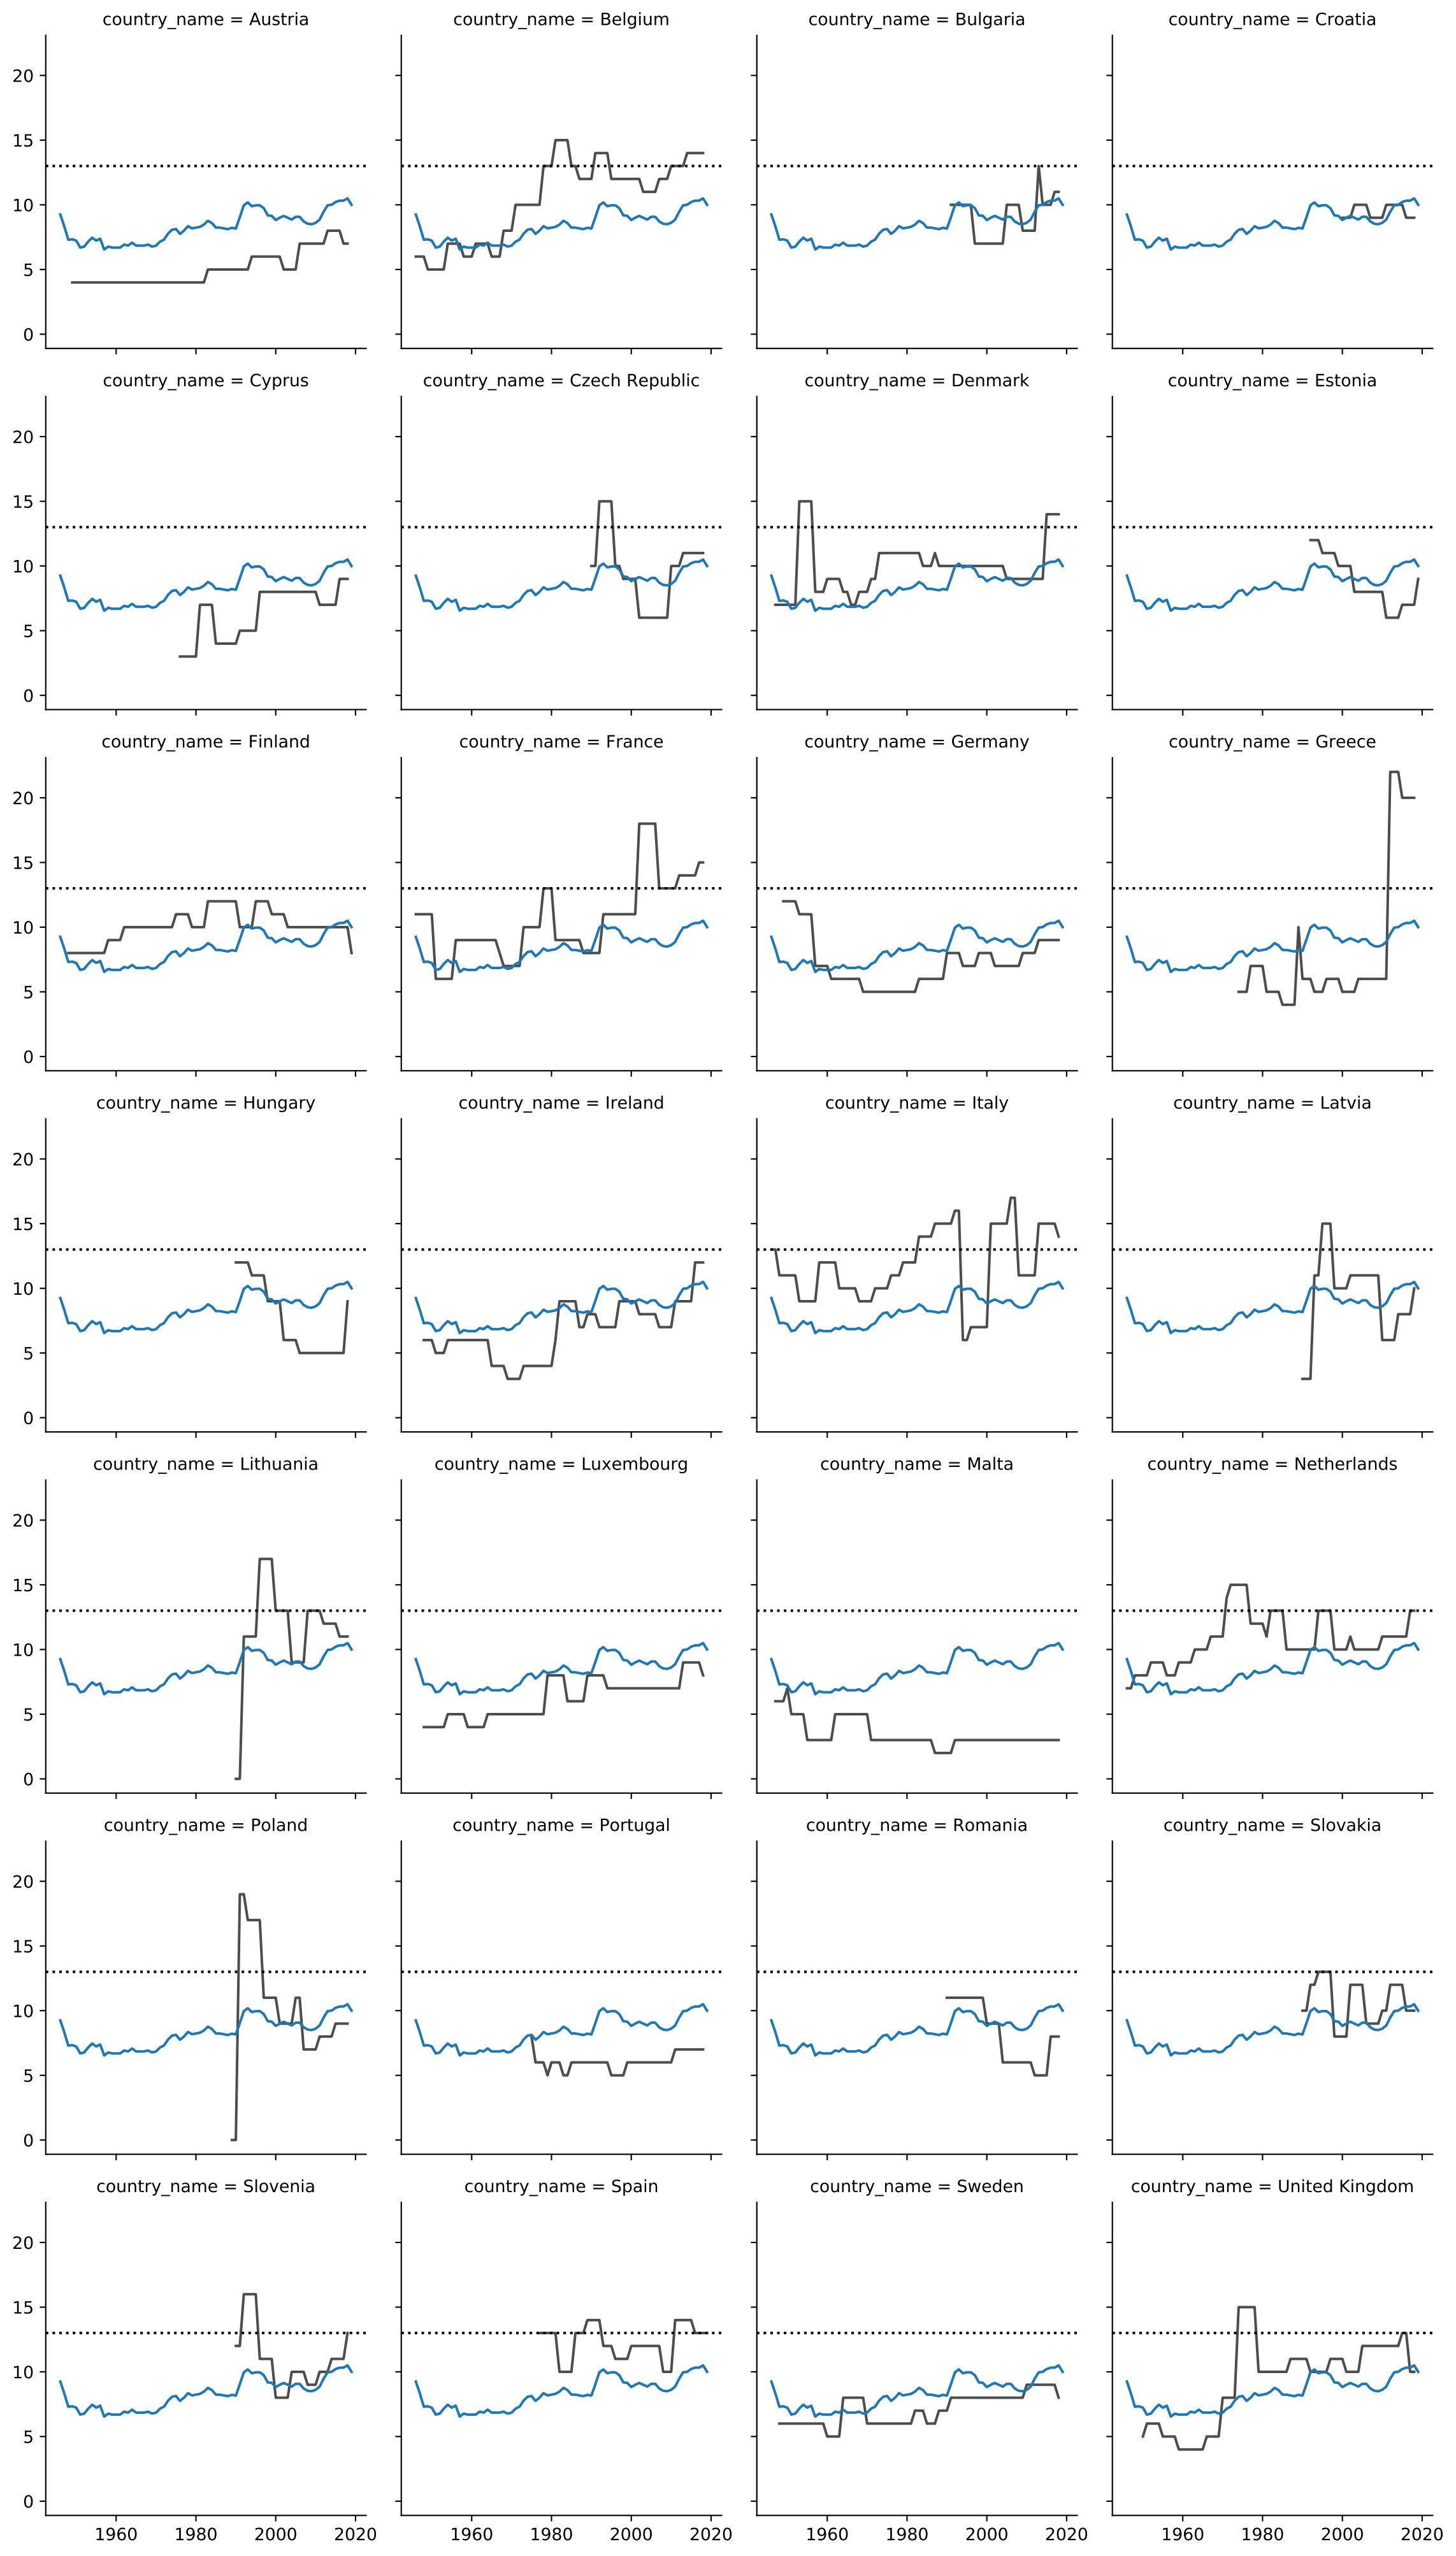 country_name = Austria
country_name = Belgium
country_name = Bulgaria
country_name = Croatia
20
15
10
5
0
country_name = Cyprus
country_name = Czech Republic
country_name = Denmark
country_name = Estonia
20
15
10
5
0
country_name = Finland
country_name = France
country_name = Germany
country_name = Greece
20
15
10
5
0
country_name = Hungary
country_name = Ireland
country_name = Italy
country_name = Latvia
20
15
10
5
0
country_name = Lithuania
country_name = Luxembourg
country_name = Malta
country_name = Netherlands
20
15
10
5
0
country_name = Poland
country_name = Portugal
country_name = Romania
country_name = Slovakia
20
15
10
5
0
country_name = Slovenia
country_name = Spain
country_name = Sweden
country_name = United Kingdom
20
15
10
5
0
1960 1980 2000 2020
1960 1980 2000 2020
1960 1980 2000 2020
1960 1980 2000 2020